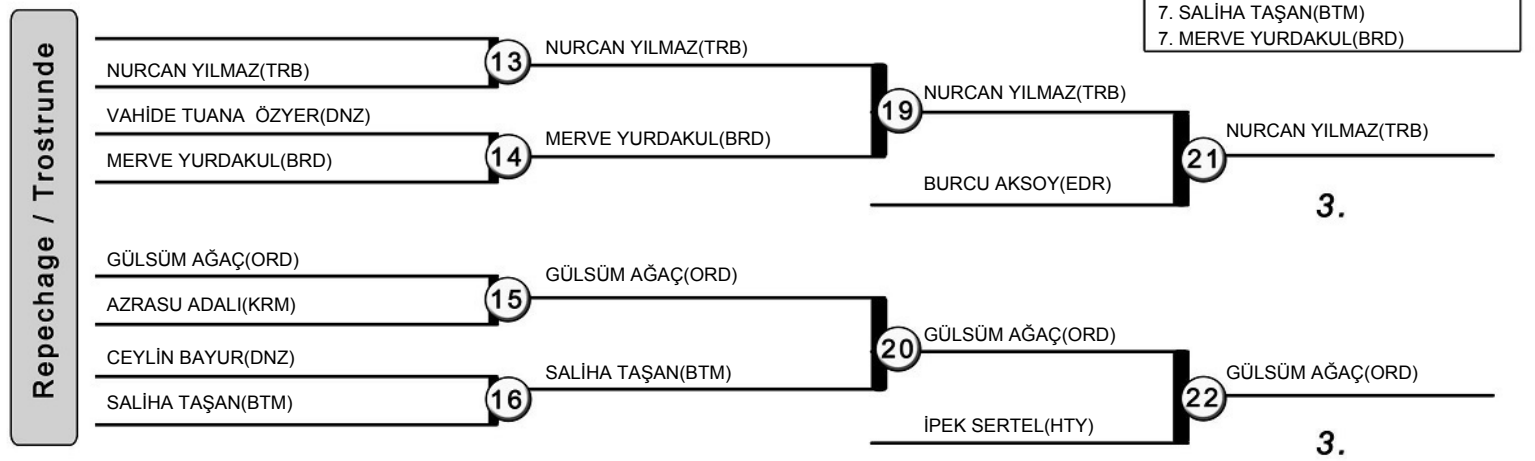 Repechage / Trostrunde
7. SALİHA TAŞAN(BTM)
7. MERVE YURDAKUL(BRD)
NURCAN YILMAZ(TRB)
13
NURCAN YILMAZ(TRB)
VAHİDE TUANA ÖZYER(DNZ)
MERVE YURDAKUL(BRD)
14
MERVE YURDAKUL(BRD)
19
NURCAN YILMAZ(TRB)
BURCU AKSOY(EDR)
21
NURCAN YILMAZ(TRB)
3.
GÜLSÜM AĞAÇ(ORD)
AZRASU ADALI(KRM)
15
GÜLSÜM AĞAÇ(ORD)
CEYLİN BAYUR(DNZ)
SALİHA TAŞAN(BTM)
16
SALİHA TAŞAN(BTM)
20
GÜLSÜM AĞAÇ(ORD)
İPEK SERTEL(HTY)
22
GÜLSÜM AĞAÇ(ORD)
3.